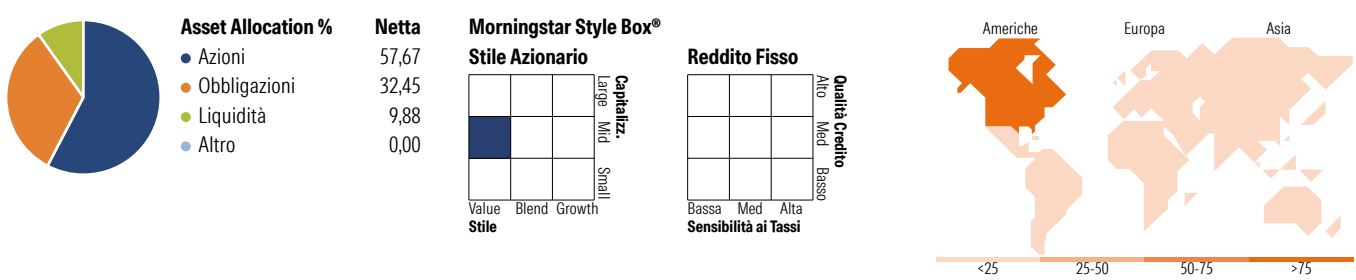 Asset Allocation % Netta
Azioni 57,67
Obbligazioni 32,45
Liquidità 9,88
Altro 0,00
Morningstar Style Box®
Stile Azionario
Large Mid Small
Capitalizz.
Value Blend Growth
Stile
Reddito Fisso
Alto Med Basso
Qualità Credito
Bassa Med Alta
Sensibilità ai Tassi
Americhe Europa Asia
<25 25-50 50-75 >75